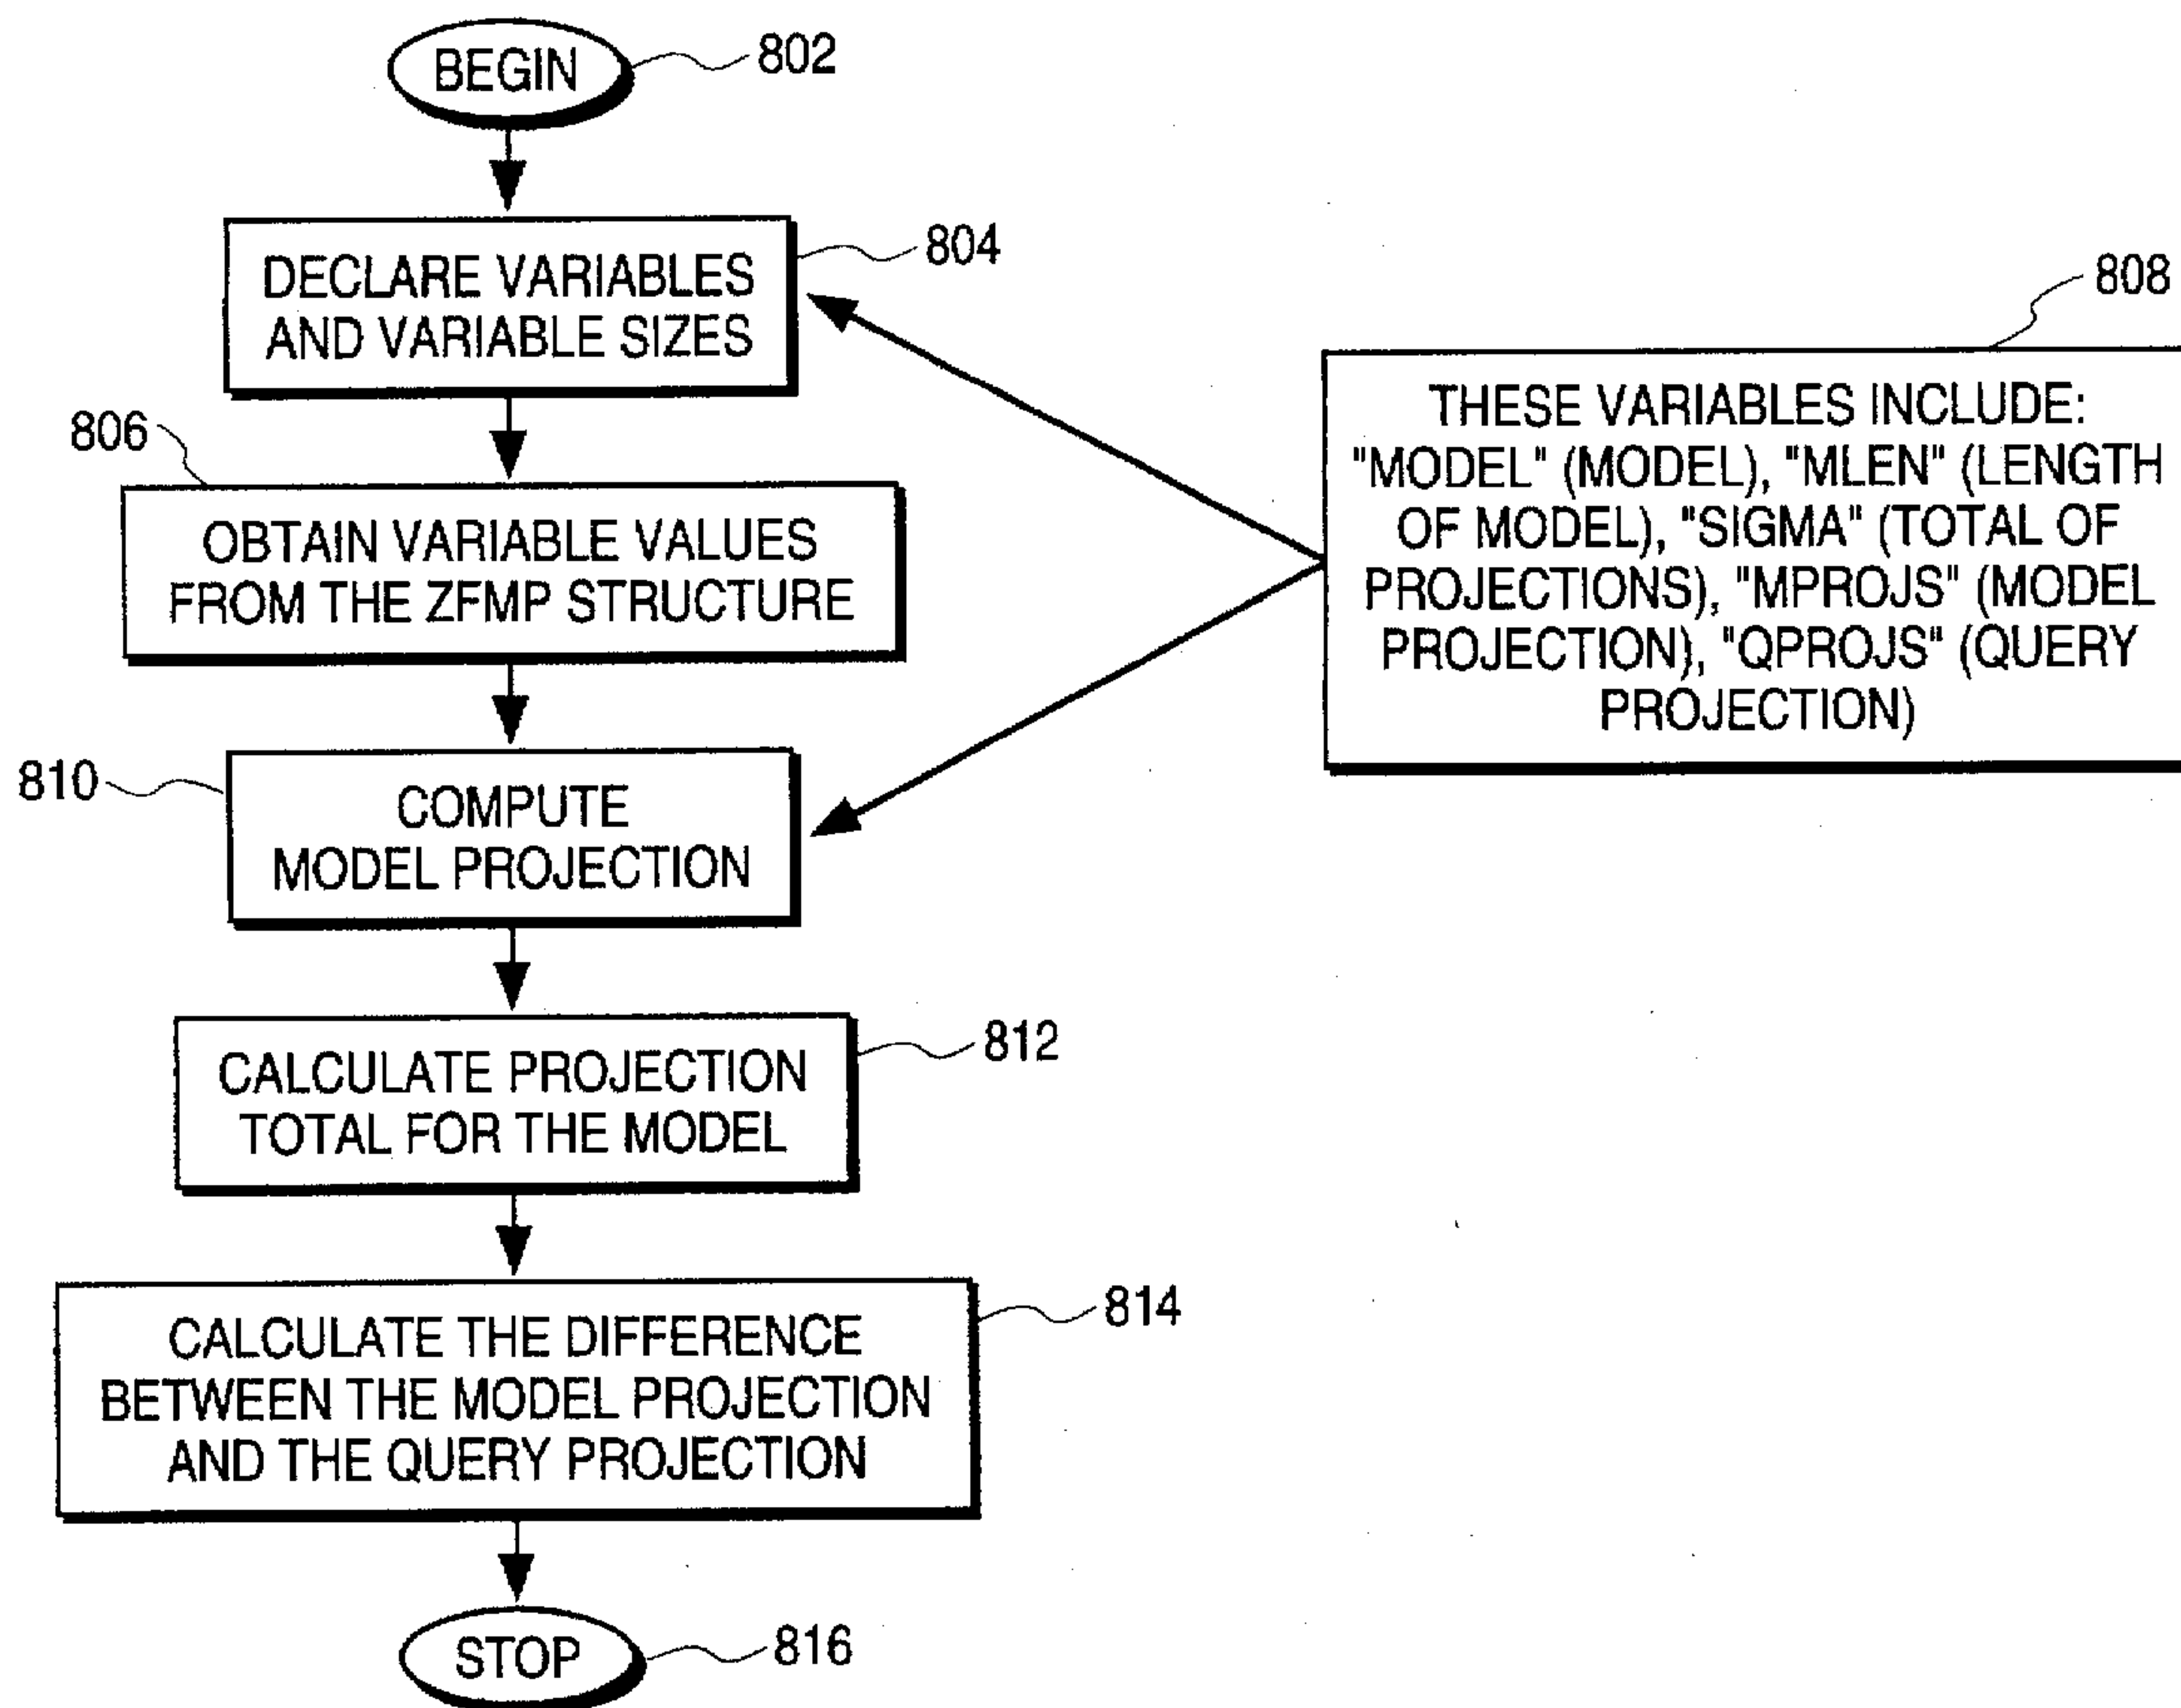 BEGIN
802
DECLARE VARIABLES
AND VARIABLE SIZES
804
808
THESE VARIABLES INCLUDE:
"MODEL" (MODEL), "MLEN" (LENGTH
OF MODEL), "SIGMA" (TOTAL OF
PROJECTIONS), "MPROJS" (MODEL
PROJECTION), "QPROJS" (QUERY
PROJECTION)
806
OBTAIN VARIABLE VALUES
FROM THE ZFMP STRUCTURE
810
COMPUTE
MODEL PROJECTION
812
CALCULATE PROJECTION
TOTAL FOR THE MODEL
814
CALCULATE THE DIFFERENCE
BETWEEN THE MODEL PROJECTION
AND THE QUERY PROJECTION
STOP
816